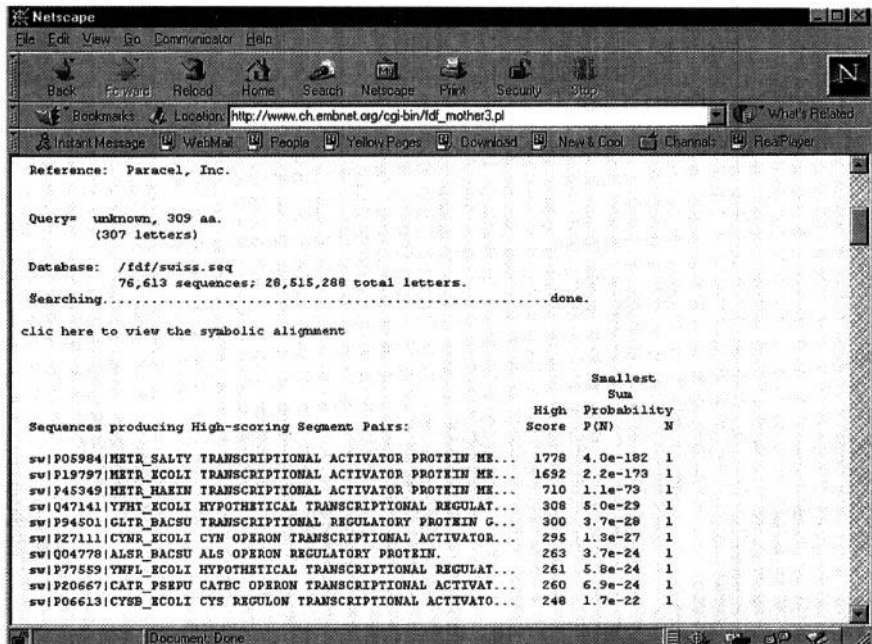 Netscape
File Edit View Go Communicator Help
Back Forward Reload Home Search Netscape Print Security Stop
N
Bookmarks Location: http://www.ch.embnet.org/cgi-bin/fdf_mother3.pl What's Related
Instant Message WebMail People Yellow Pages Download New & Cool Channels RealPlayer
Reference: Paracel, Inc.
Query= unknown, 309 aa.
(307 letters)
Database: /fdf/swiss.seq
76,613 sequences; 28,515,288 total letters.
Searching.......................................................done.
clic here to view the symbolic alignment
Smallest
Sum
High Probability
Sequences producing High-scoring Segment Pairs: Score P(N) N
sw|P05984|METR_SALTY TRANSCRIPTIONAL ACTIVATOR PROTEIN ME... 1778 4.0e-182 1
sw|P19797|METR_ECOLI TRANSCRIPTIONAL ACTIVATOR PROTEIN ME... 1692 2.2e-173 1
sw|P45349|METR_HAEIN TRANSCRIPTIONAL ACTIVATOR PROTEIN ME... 710 1.1e-73 1
sw|Q47141|YFHT_ECOLI HYPOTHETICAL TRANSCRIPTIONAL REGULAT... 308 5.0e-29 1
sw|P94501|GLTR_BACSU TRANSCRIPTIONAL REGULATORY PROTEIN G... 300 3.7e-28 1
sw|P27111|CYNR_ECOLI CYN OPERON TRANSCRIPTIONAL ACTIVATOR... 295 1.3e-27 1
sw|Q04778|ALSR_BACSU ALS OPERON REGULATORY PROTEIN. 263 3.7e-24 1
sw|P77559|YNFL_ECOLI HYPOTHETICAL TRANSCRIPTIONAL REGULAT... 261 5.8e-24 1
sw|P20667|CATR_PSEPU CATBC OPERON TRANSCRIPTIONAL ACTIVAT... 260 6.9e-24 1
sw|P06613|CYSB_ECOLI CYS REGULON TRANSCRIPTIONAL ACTIVATO... 248 1.7e-22 1
Document: Done